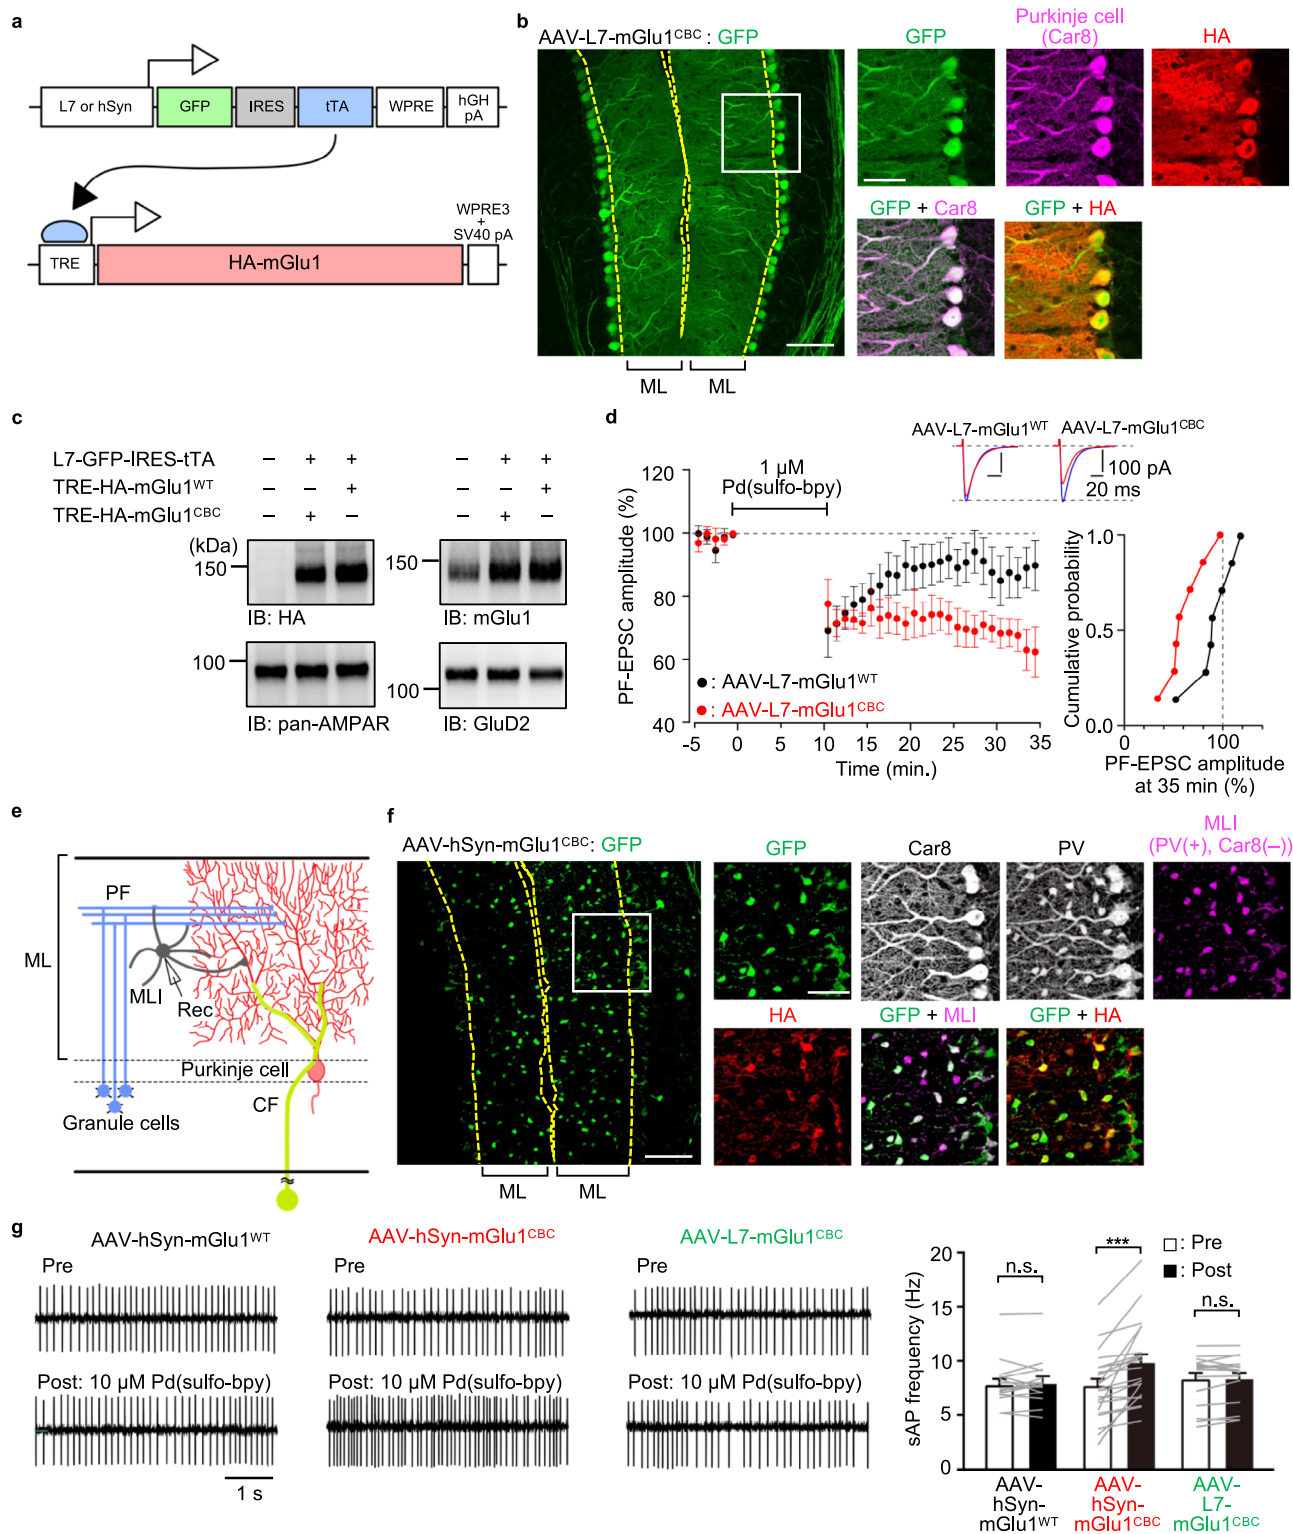 a
L7 or hSyn
GFP
IRES
tTA
WPRE
hGH
pA
WPRE3
+
SV40 pA
TRE
HA-mGlu1
b
AAV-L7-mGlu1CBC : GFP
ML
ML
GFP
Purkinje cell
(Car8)
HA
GFP + Car8
GFP + HA
c
L7-GFP-IRES-tTA
− + + − + +
TRE-HA-mGlu1WT
− − + − − +
TRE-HA-mGlu1CBC
− + − − + −
(kDa)
150
150
IB: HA
IB: mGlu1
100
100
IB: pan-AMPAR
IB: GluD2
d
AAV-L7-mGlu1WT
AAV-L7-mGlu1CBC
100 pA
20 ms
1 µM
Pd(sulfo-bpy)
PF-EPSC amplitude (%)
120
100
80
60
40
: AAV-L7-mGlu1WT
: AAV-L7-mGlu1CBC
-5 0 5 10 15 20 25 30 35
Time (min.)
Cumulative probability
1.0
0.5
0.0
0 100
PF-EPSC amplitude
at 35 min (%)
e
ML
PF
MLI
Rec
Purkinje cell
CF
Granule cells
f
AAV-hSyn-mGlu1CBC: GFP
ML
ML
GFP
Car8
PV
MLI
(PV(+), Car8(−))
HA
GFP + MLI
GFP + HA
g
AAV-hSyn-mGlu1WT
Pre
Post: 10 µM Pd(sulfo-bpy)
1 s
AAV-hSyn-mGlu1CBC
Pre
Post: 10 µM Pd(sulfo-bpy)
AAV-L7-mGlu1CBC
Pre
Post: 10 µM Pd(sulfo-bpy)
sAP frequency (Hz)
20
15
10
5
0
n.s.
***
n.s.
: Pre
: Post
AAV-
hSyn-
mGlu1WT
AAV-
hSyn-
mGlu1CBC
AAV-
L7-
mGlu1CBC